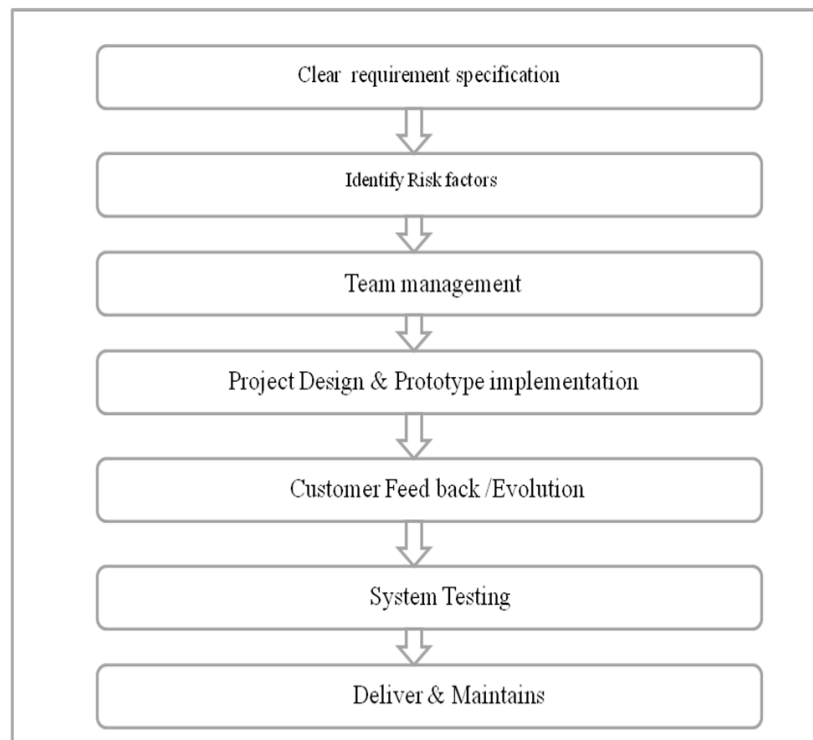 Clear requirement specification
Identify Risk factors
Team management
Project Design & Prototype implementation
Customer Feed back /Evolution
System Testing
Deliver & Maintains